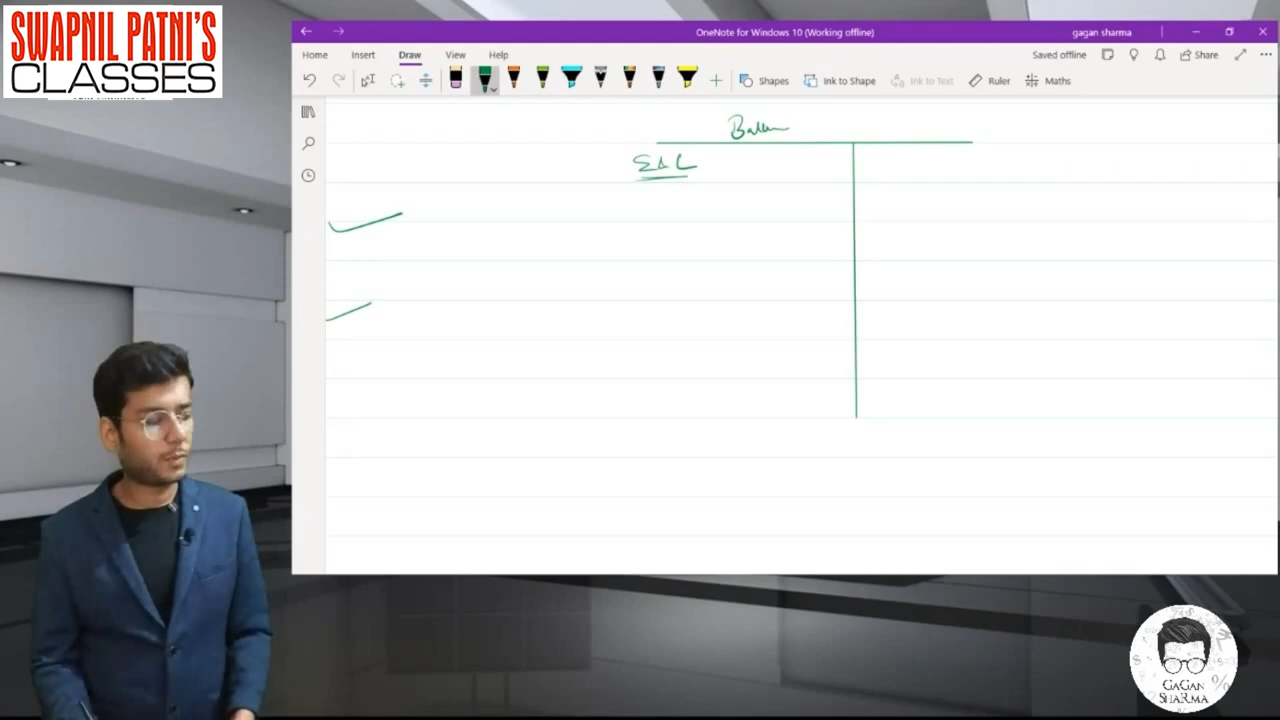 SWAPNIL PATNI'S
CLASSES
OneNote for Windows 10 (Working offline)
gagan sharma
Home Insert Draw View Help
Saved offline
Share
Shapes
Ink to Shape
Ink to Text
Ruler
Maths
E & L
GaGan
SHaRMa